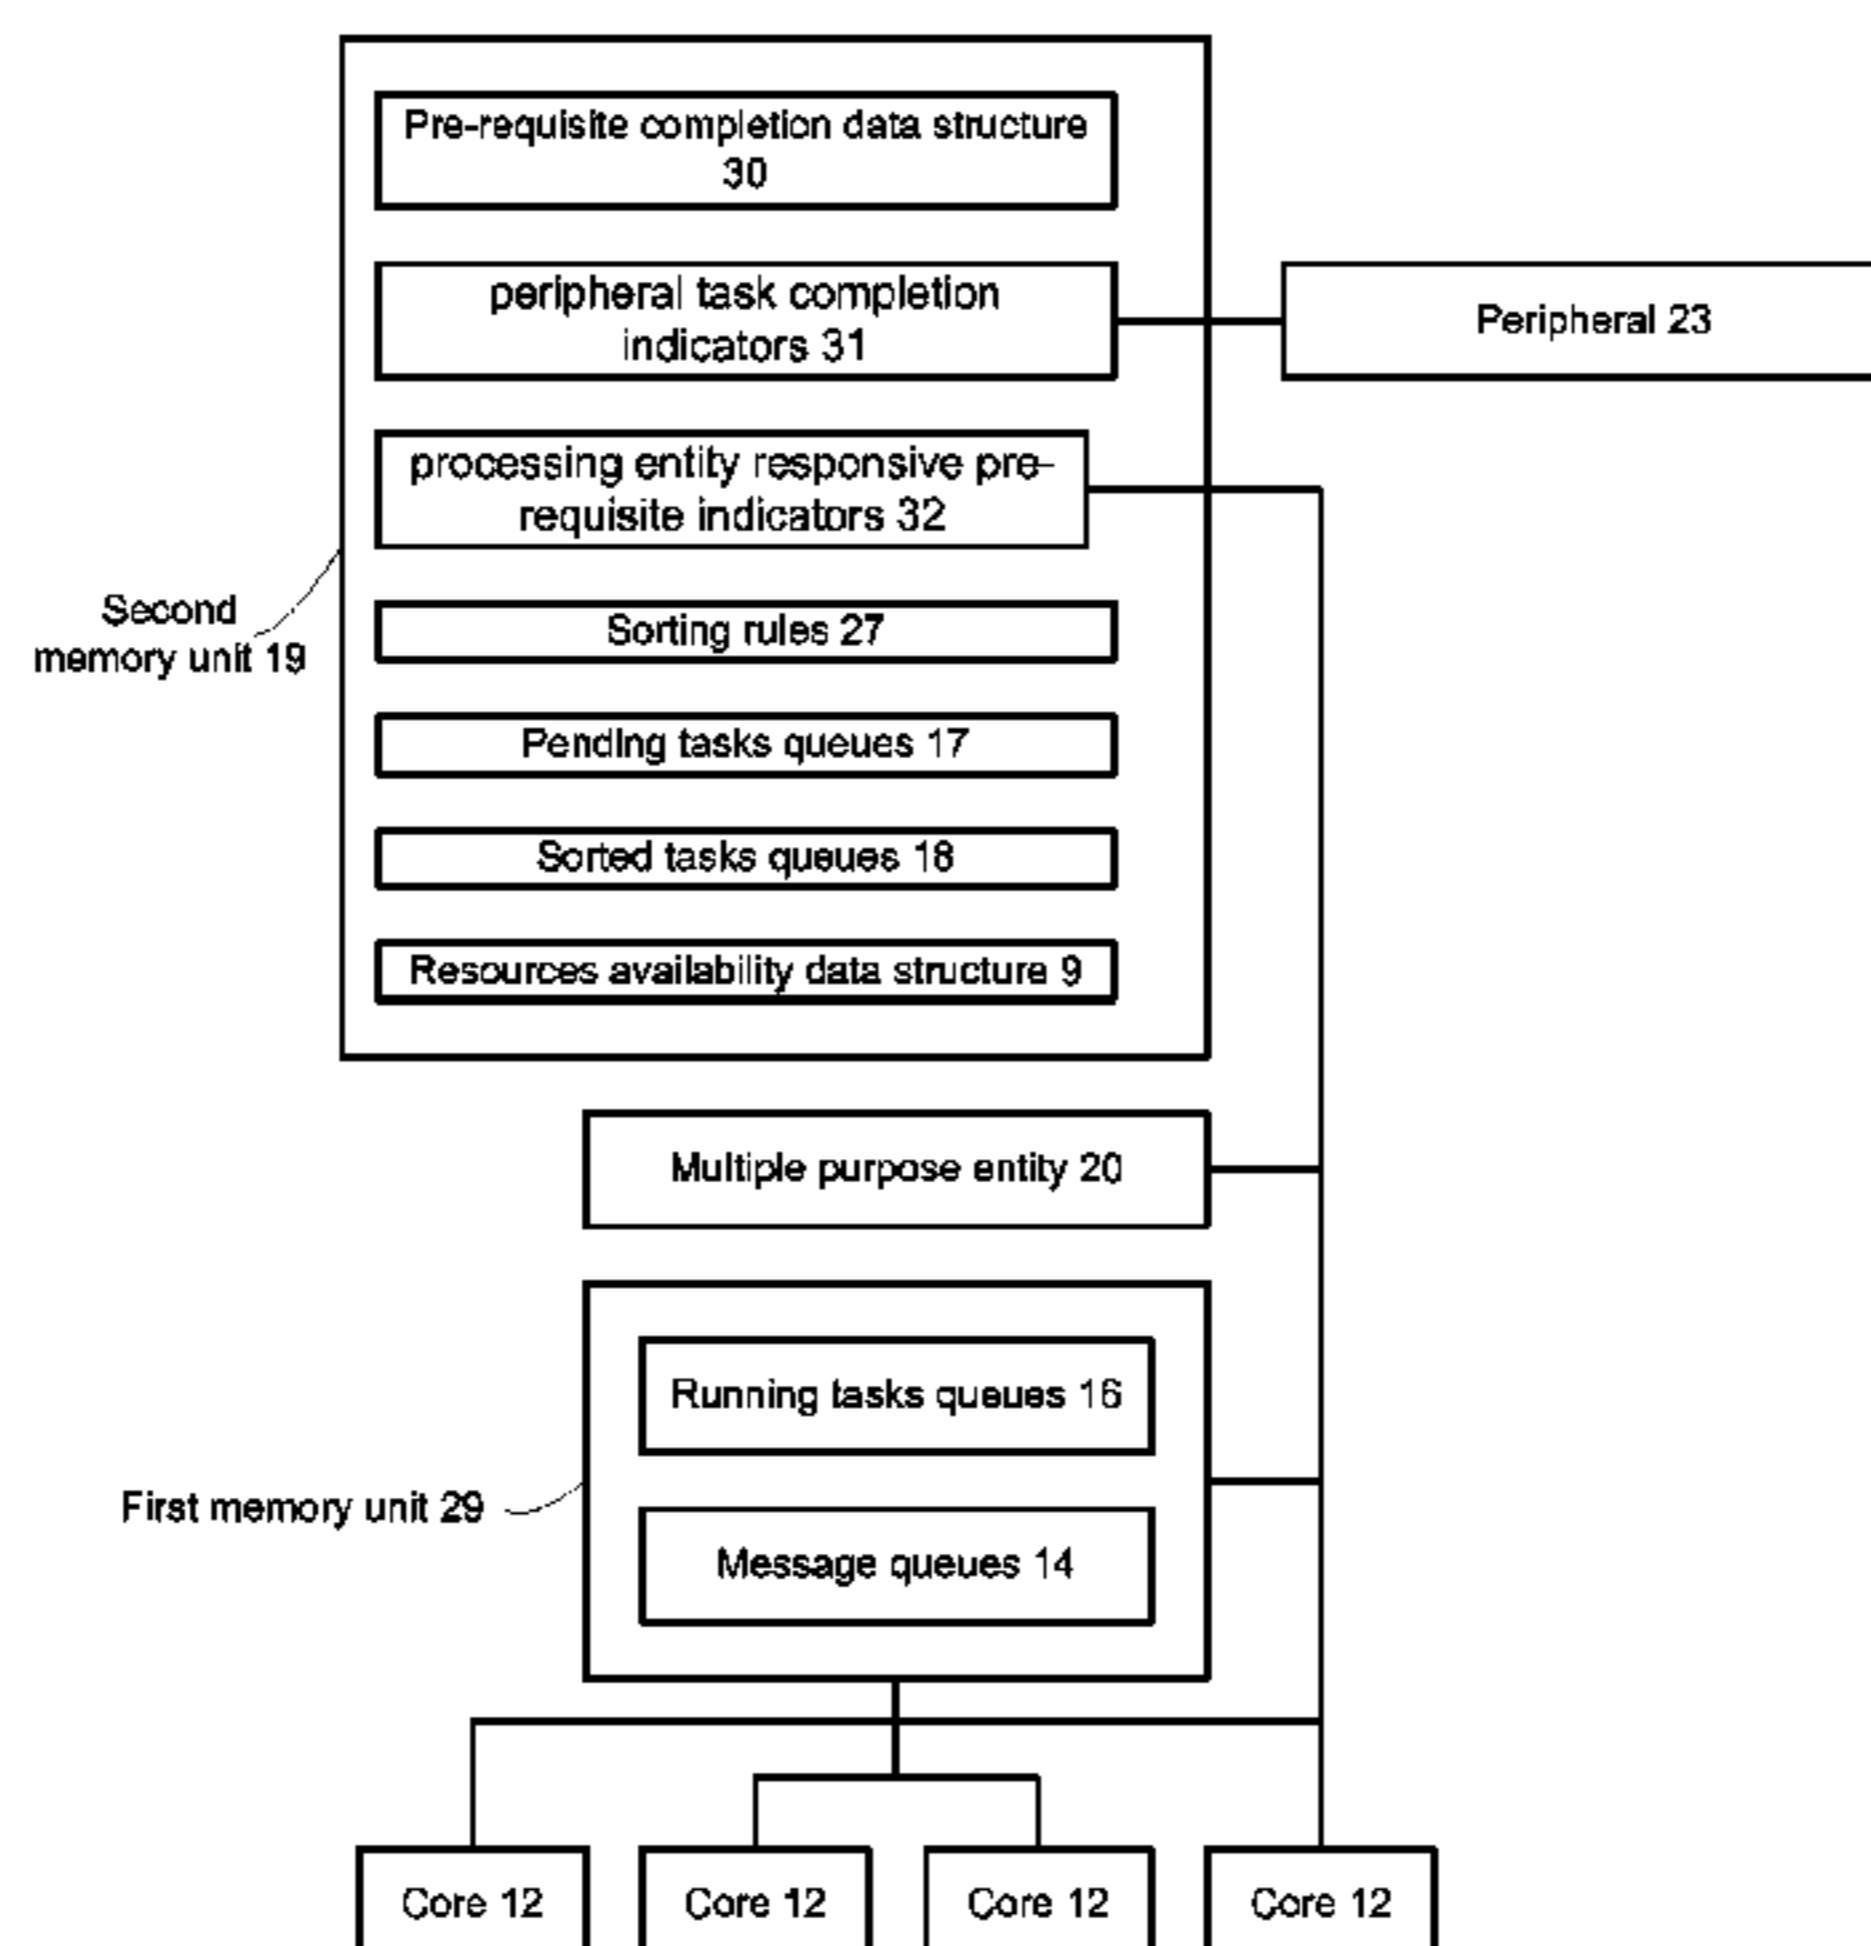 Pre-requisite completion data structure
30
peripheral task completion
indicators 31
Peripheral 23
processing entity responsive pre-
requisite indicators 32
Second
memory unit 19
Sorting rules 27
Pending tasks queues 17
Sorted tasks queues 18
Resources availability data structure 9
Multiple purpose entity 20
Running tasks queues 16
First memory unit 29
Message queues 14
Core 12
Core 12
Core 12
Core 12